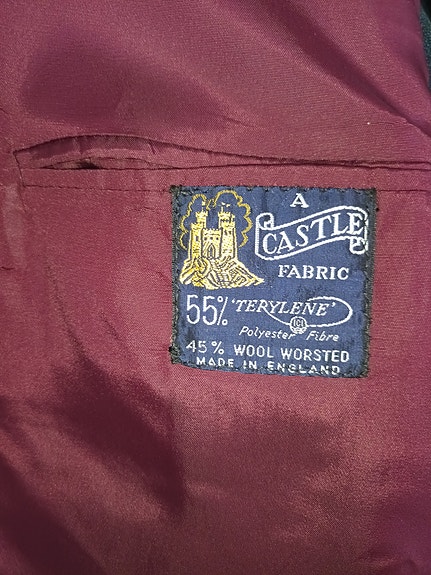 A
CASTLE
FABRIC
55% 'TERYLENE'
ICI
Polyester Fibre
45% WOOL WORSTED
MADE IN ENGLAND